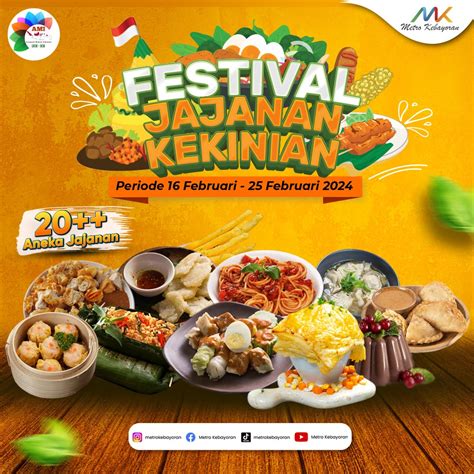 AMI
MK
Metro Kebayoran
FESTIVAL
JAJANAN
KEKINIAN
Periode 16 Februari - 25 Februari 2024
20++
Aneka Jajanan
metrokebayoran
Metro Kebayoran
metrokebayoran
Metro Kebayoran